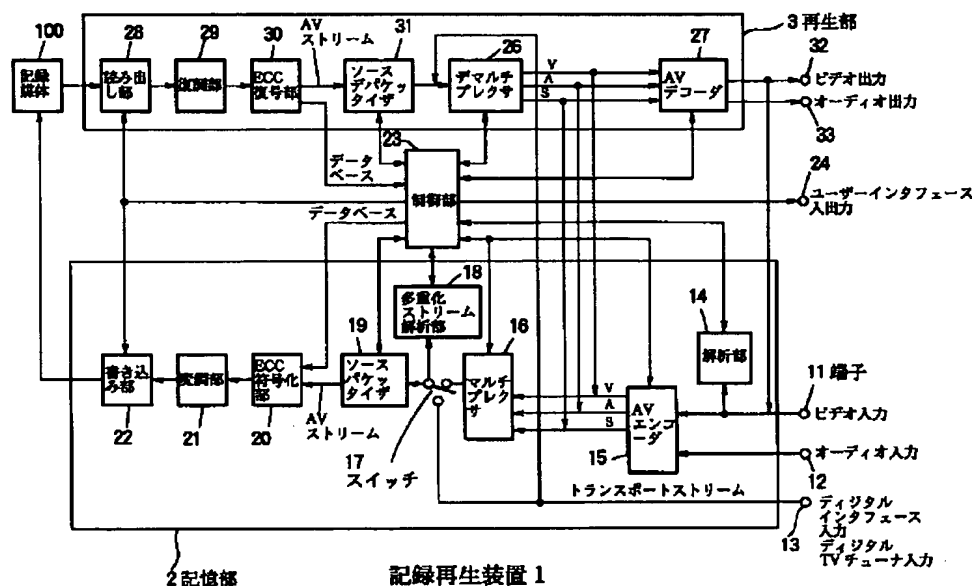 3 再生部
100
記録
媒体
28
読み出
し部
29
復調部
30
ECC
復号部
AV
ストリーム
31
ソース
デパケッ
タイザ
26
デマルチ
プレクサ
V
A
S
27
AV
デコーダ
32
ビデオ出力
オーディオ出力
33
23
制御部
データ
ベース
データベース
24
ユーザーインタフェース
入出力
18
多重化
ストリーム
解析部
14
解析部
22
書き込
み部
21
変調部
20
ECC
符号化
部
AV
ストリーム
19
ソース
パケッ
タイザ
17
スイッチ
16
マルチ
プレク
サ
V
A
S
15
AV
エンコ
ーダ
11 端子
ビデオ入力
オーディオ入力
12
トランスポートストリーム
13
ディジタル
インタフェース
入力
ディジタル
TVチューナ入力
2 記憶部
記録再生装置 1